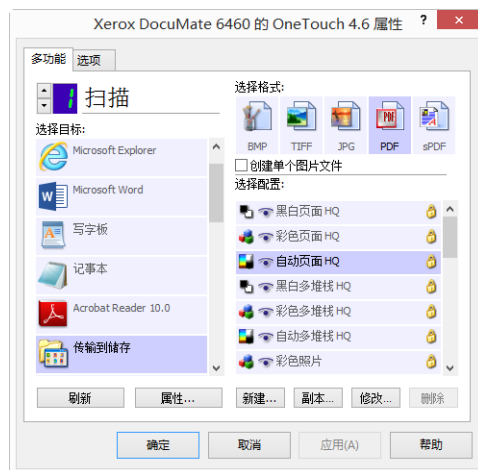 Xerox DocuMate 6460 的 OneTouch 4.6 属性 ? ×
多功能 选项
1 扫描
选择目标:
Microsoft Explorer
Microsoft Word
写字板
记事本
Acrobat Reader 10.0
传输到储存
刷新 属性...
选择格式:
BMP TIFF JPG PDF sPDF
创建单个图片文件
选择配置:
黑白页面 HQ
彩色页面 HQ
自动页面 HQ
黑白多堆栈 HQ
彩色多堆栈 HQ
自动多堆栈 HQ
彩色照片
新建... 副本... 修改... 删除
确定 取消 应用(A) 帮助